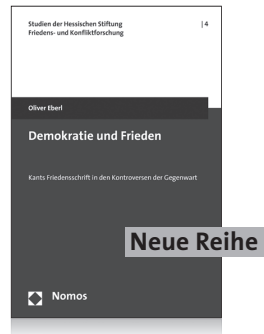 Studien der Hessischen Stiftung | 4
Friedens- und Konfliktforschung
Oliver Eberl
Demokratie und Frieden
Kants Friedensschrift in den Kontroversen der Gegenwart
Neue Reihe
Nomos